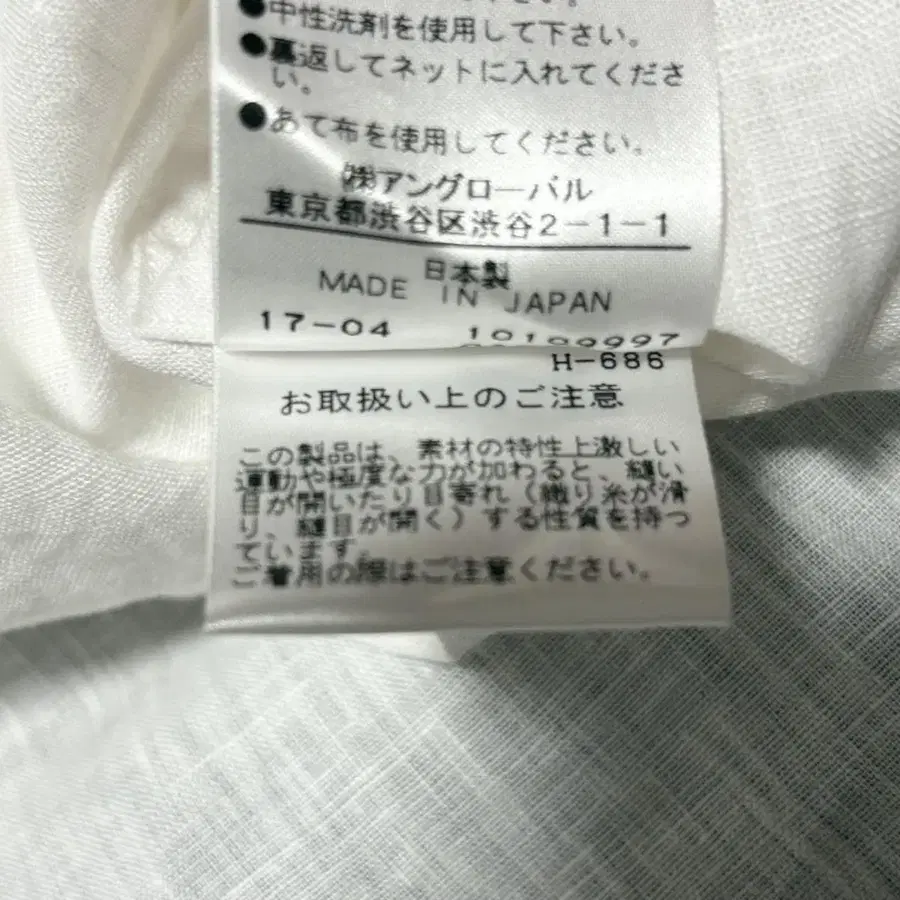 ●中性洗剤を使用して下さい。
●裏返してネットに入れてくださ
い。
●あて布を使用してください。
㈱アングローバル
東京都渋谷区渋谷2-1-1
日本製
MADE IN JAPAN
17-04
H-686
お取扱い上のご注意
この製品は、素材の特性上激しい
運動や極度な力が加わると、縫い
目が開いたり目寄れ（織り糸が滑
り、縫目が開く）する性質を持っ
ています。
ご着用の際はご注意ください。